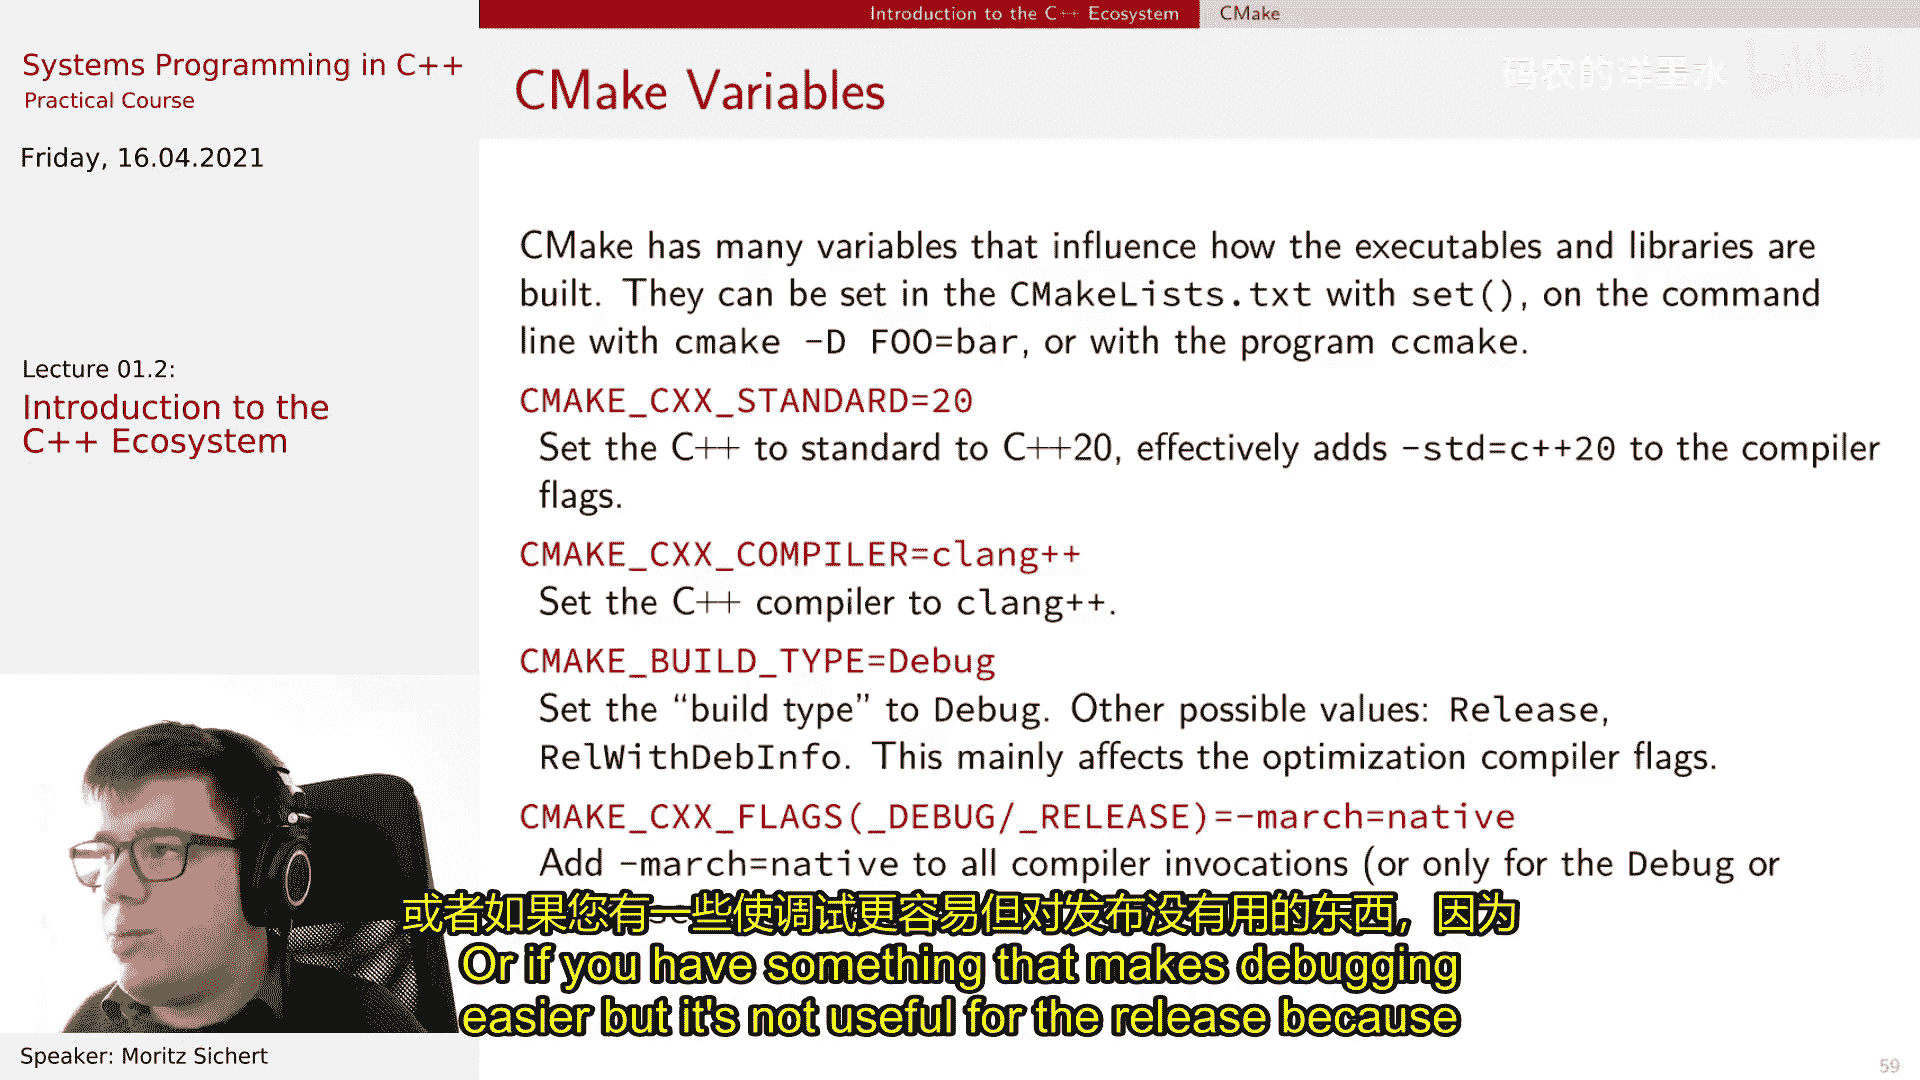 Introduction to the C++ Ecosystem
CMake
Systems Programming in C++
Practical Course
Friday, 16.04.2021
Lecture 01.2:
Introduction to the
C++ Ecosystem
Speaker: Moritz Sichert
CMake Variables
码农的洋墨水
CMake has many variables that influence how the executables and libraries are
built. They can be set in the CMakeLists.txt with set(), on the command
line with cmake -D FOO=bar, or with the program ccmake.
CMAKE_CXX_STANDARD=20
Set the C++ to standard to C++20, effectively adds -std=c++20 to the compiler
flags.
CMAKE_CXX_COMPILER=clang++
Set the C++ compiler to clang++.
CMAKE_BUILD_TYPE=Debug
Set the “build type” to Debug. Other possible values: Release,
RelWithDebInfo. This mainly affects the optimization compiler flags.
CMAKE_CXX_FLAGS(_DEBUG/_RELEASE)=-march=native
Add -march=native to all compiler invocations (or only for the Debug or
或者如果您有一些使调试更容易但对发布没有用的东西，因为
Or if you have something that makes debugging
easier but it's not useful for the release because
59